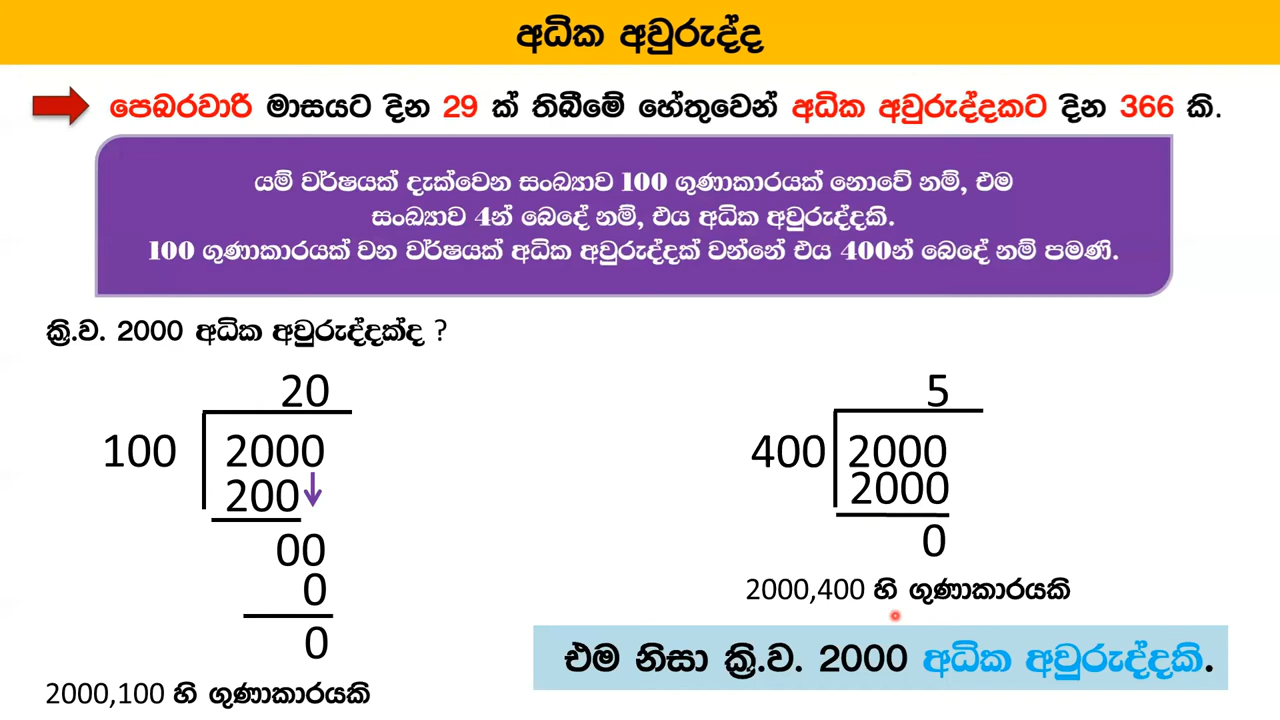 අධික අවුරුද්ද
පෙබරවාරි මාසයට දින 29 ක් තිබීමේ හේතුවෙන් අධික අවුරුද්දකට දින 366 කි.
යම් වර්ෂයක් දැක්වෙන සංඛ්‍යාව 100 ගුණාකාරයක් නොවේ නම්, එම
සංඛ්‍යාව 4න් බෙදේ නම්, එය අධික අවුරුද්දකි.
100 ගුණාකාරයක් වන වර්ෂයක් අධික අවුරුද්දක් වන්නේ එය 400න් බෙදේ නම් පමණි.
ක්‍රි.ව. 2000 අධික අවුරුද්දක්ද ?
20
100 2000
200
00
0
0
2000,100 හි ගුණාකාරයකි
5
400 2000
2000
0
2000,400 හි ගුණාකාරයකි
එම නිසා ක්‍රි.ව. 2000 අධික අවුරුද්දකි.